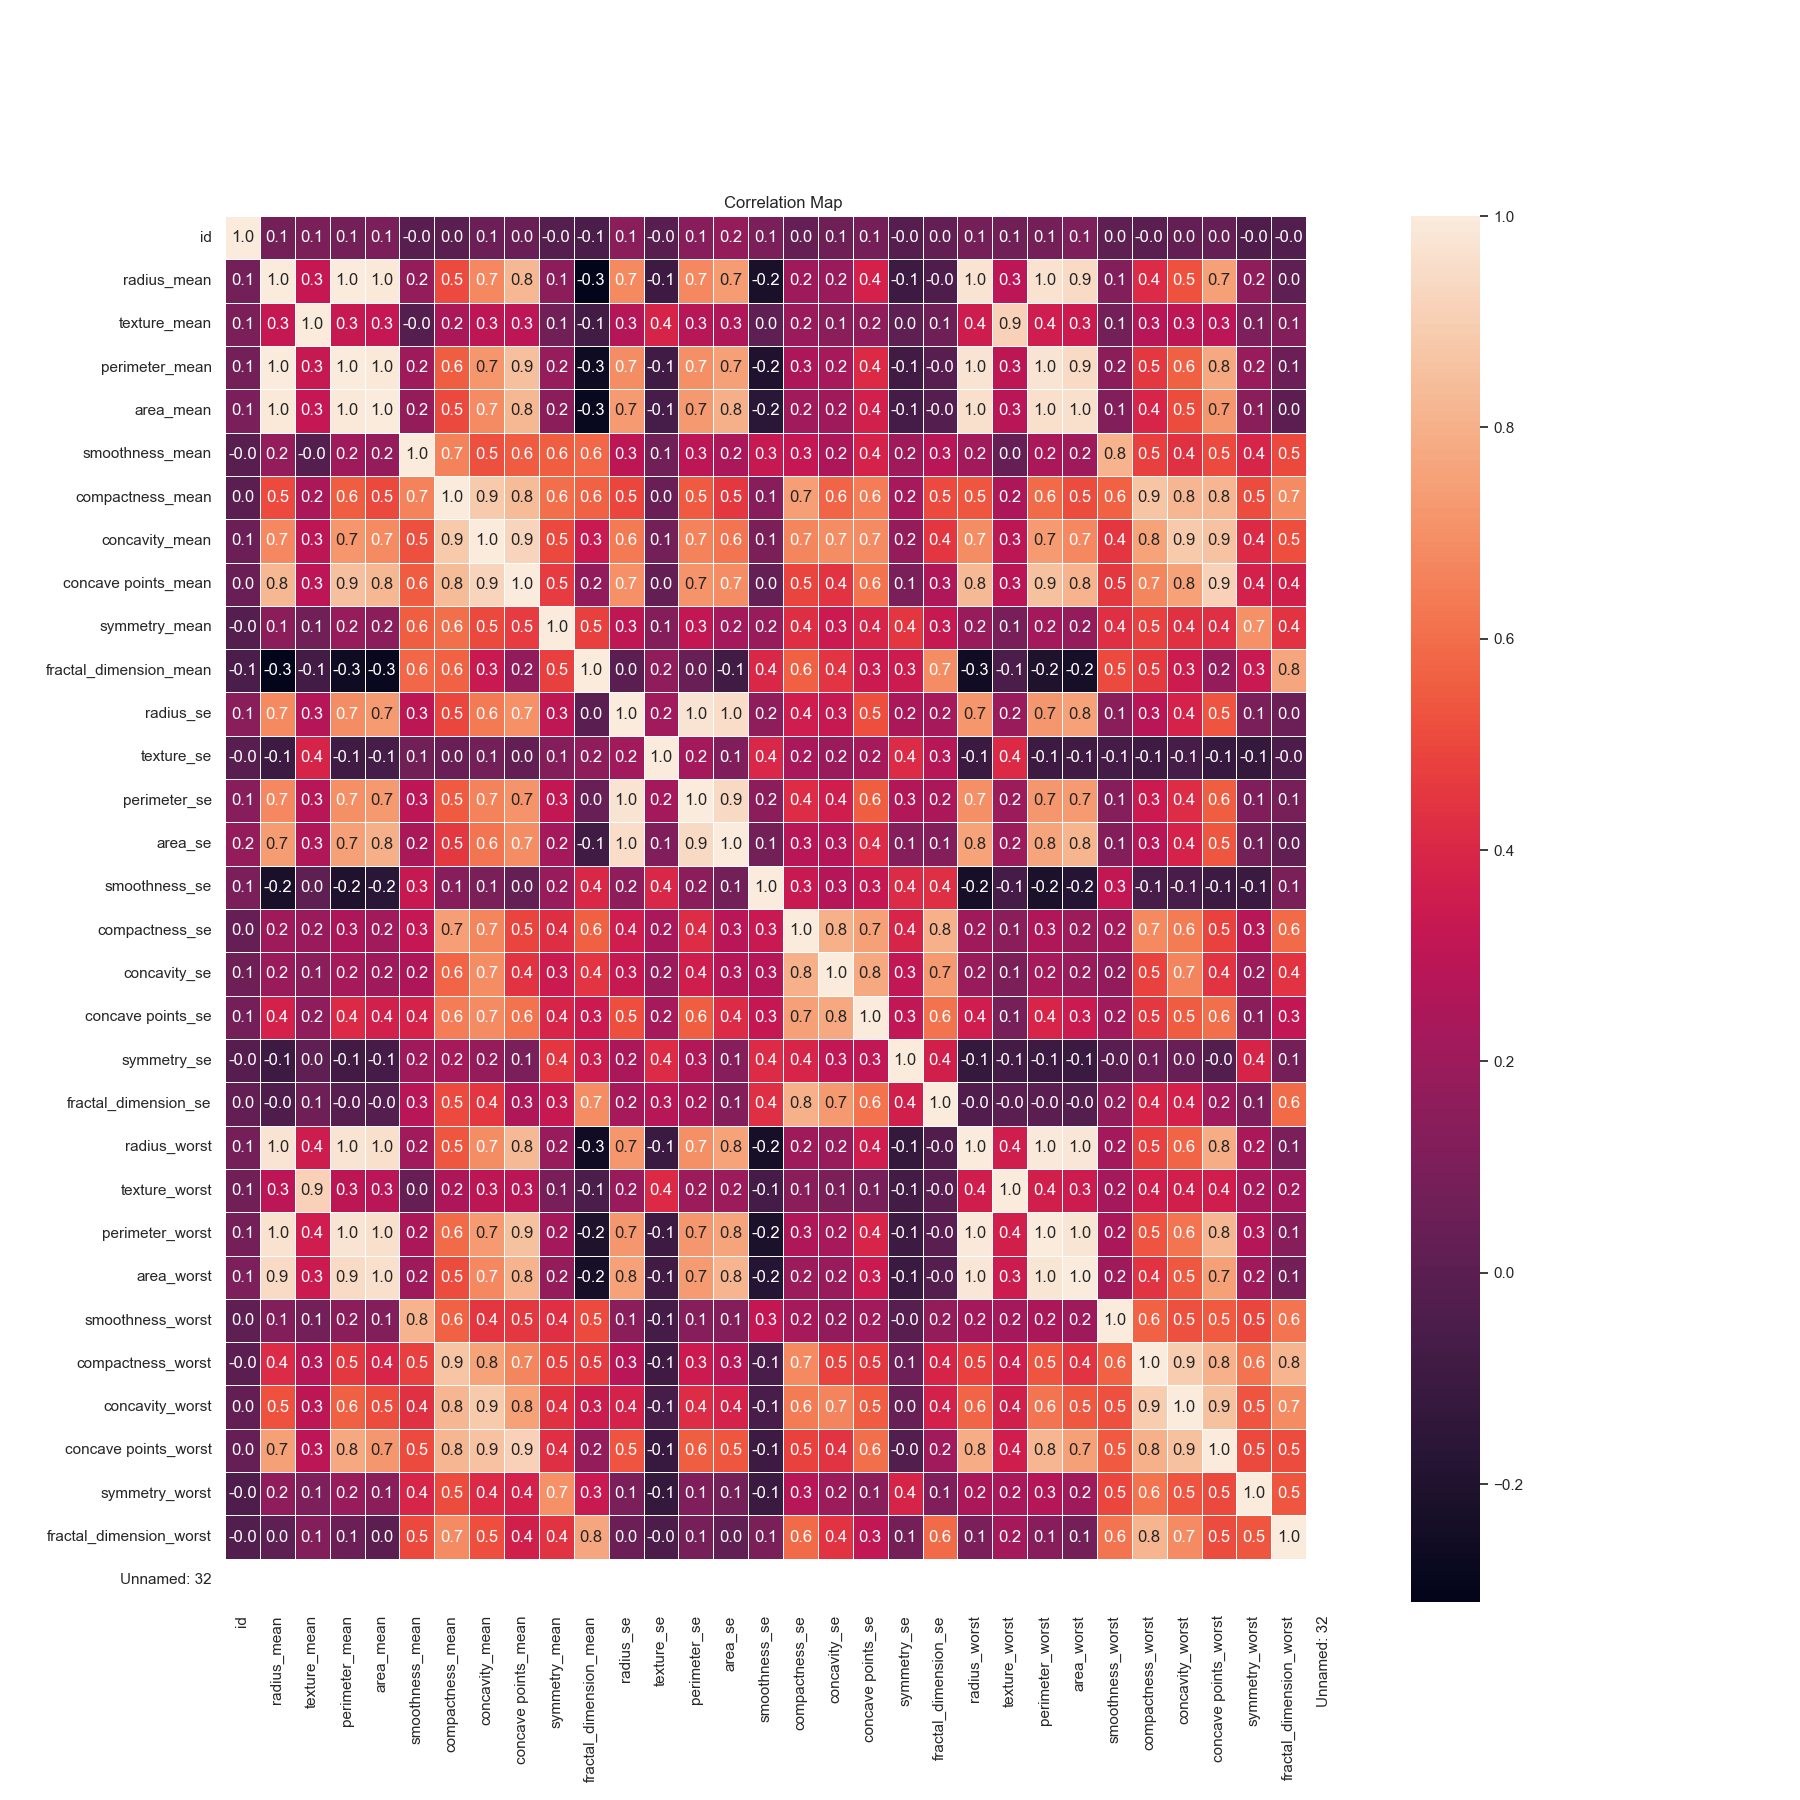 Correlation Map
id 1.0 0.1 0.1 0.1 0.1 -0.0 0.0 0.1 0.0 -0.0 -0.1 0.1 -0.0 0.1 0.2 0.1 0.0 0.1 0.1 -0.0 0.0 0.1 0.1 0.1 0.1 0.0 -0.0 0.0 0.0 -0.0 -0.0
radius_mean 0.1 1.0 0.3 1.0 1.0 0.2 0.5 0.7 0.8 0.1 -0.3 0.7 -0.1 0.7 0.7 -0.2 0.2 0.2 0.4 -0.1 -0.0 1.0 0.3 1.0 0.9 0.1 0.4 0.5 0.7 0.2 0.0
texture_mean 0.1 0.3 1.0 0.3 0.3 -0.0 0.2 0.3 0.3 0.1 -0.1 0.3 0.4 0.3 0.3 0.0 0.2 0.1 0.2 0.0 0.1 0.4 0.9 0.4 0.3 0.1 0.3 0.3 0.3 0.1 0.1
perimeter_mean 0.1 1.0 0.3 1.0 1.0 0.2 0.6 0.7 0.9 0.2 -0.3 0.7 -0.1 0.7 0.7 -0.2 0.3 0.2 0.4 -0.1 -0.0 1.0 0.3 1.0 0.9 0.2 0.5 0.6 0.8 0.2 0.1
area_mean 0.1 1.0 0.3 1.0 1.0 0.2 0.5 0.7 0.8 0.2 -0.3 0.7 -0.1 0.7 0.8 -0.2 0.2 0.2 0.4 -0.1 -0.0 1.0 0.3 1.0 1.0 0.1 0.4 0.5 0.7 0.1 0.0
smoothness_mean -0.0 0.2 -0.0 0.2 0.2 1.0 0.7 0.5 0.6 0.6 0.6 0.3 0.1 0.3 0.2 0.3 0.3 0.2 0.4 0.2 0.3 0.2 0.0 0.2 0.2 0.8 0.5 0.4 0.5 0.4 0.5
compactness_mean 0.0 0.5 0.2 0.6 0.5 0.7 1.0 0.9 0.8 0.6 0.6 0.5 0.0 0.5 0.5 0.1 0.7 0.6 0.6 0.2 0.5 0.5 0.2 0.6 0.5 0.6 0.9 0.8 0.8 0.5 0.7
concavity_mean 0.1 0.7 0.3 0.7 0.7 0.5 0.9 1.0 0.9 0.5 0.3 0.6 0.1 0.7 0.6 0.1 0.7 0.7 0.7 0.2 0.4 0.7 0.3 0.7 0.7 0.4 0.8 0.9 0.9 0.4 0.5
concave points_mean 0.0 0.8 0.3 0.9 0.8 0.6 0.8 0.9 1.0 0.5 0.2 0.7 0.0 0.7 0.7 0.0 0.5 0.4 0.6 0.1 0.3 0.8 0.3 0.9 0.8 0.5 0.7 0.8 0.9 0.4 0.4
symmetry_mean -0.0 0.1 0.1 0.2 0.2 0.6 0.6 0.5 0.5 1.0 0.5 0.3 0.1 0.3 0.2 0.2 0.4 0.3 0.4 0.4 0.3 0.2 0.1 0.2 0.2 0.4 0.5 0.4 0.4 0.7 0.4
fractal_dimension_mean -0.1 -0.3 -0.1 -0.3 -0.3 0.6 0.6 0.3 0.2 0.5 1.0 0.0 0.2 0.0 -0.1 0.4 0.6 0.4 0.3 0.3 0.7 -0.3 -0.1 -0.2 -0.2 0.5 0.5 0.3 0.2 0.3 0.8
radius_se 0.1 0.7 0.3 0.7 0.7 0.3 0.5 0.6 0.7 0.3 0.0 1.0 0.2 1.0 1.0 0.2 0.4 0.3 0.5 0.2 0.2 0.7 0.2 0.7 0.8 0.1 0.3 0.4 0.5 0.1 0.0
texture_se -0.0 -0.1 0.4 -0.1 -0.1 0.1 0.0 0.1 0.0 0.1 0.2 0.2 1.0 0.2 0.1 0.4 0.2 0.2 0.2 0.4 0.3 -0.1 0.4 -0.1 -0.1 -0.1 -0.1 -0.1 -0.1 -0.1 -0.0
perimeter_se 0.1 0.7 0.3 0.7 0.7 0.3 0.5 0.7 0.7 0.3 0.0 1.0 0.2 1.0 0.9 0.2 0.4 0.4 0.6 0.3 0.2 0.7 0.2 0.7 0.7 0.1 0.3 0.4 0.6 0.1 0.1
area_se 0.2 0.7 0.3 0.7 0.8 0.2 0.5 0.6 0.7 0.2 -0.1 1.0 0.1 0.9 1.0 0.1 0.3 0.3 0.4 0.1 0.1 0.8 0.2 0.8 0.8 0.1 0.3 0.4 0.5 0.1 0.0
smoothness_se 0.1 -0.2 0.0 -0.2 -0.2 0.3 0.1 0.1 0.0 0.2 0.4 0.2 0.4 0.2 0.1 1.0 0.3 0.3 0.3 0.4 0.4 -0.2 -0.1 -0.2 -0.2 0.3 -0.1 -0.1 -0.1 -0.1 0.1
compactness_se 0.0 0.2 0.2 0.3 0.2 0.3 0.7 0.7 0.5 0.4 0.6 0.4 0.2 0.4 0.3 0.3 1.0 0.8 0.7 0.4 0.8 0.2 0.1 0.3 0.2 0.2 0.7 0.6 0.5 0.3 0.6
concavity_se 0.1 0.2 0.1 0.2 0.2 0.2 0.6 0.7 0.4 0.3 0.4 0.3 0.2 0.4 0.3 0.3 0.8 1.0 0.8 0.3 0.7 0.2 0.1 0.2 0.2 0.2 0.5 0.7 0.4 0.2 0.4
concave points_se 0.1 0.4 0.2 0.4 0.4 0.4 0.6 0.7 0.6 0.4 0.3 0.5 0.2 0.6 0.4 0.3 0.7 0.8 1.0 0.3 0.6 0.4 0.1 0.4 0.3 0.2 0.5 0.5 0.6 0.1 0.3
symmetry_se -0.0 -0.1 0.0 -0.1 -0.1 0.2 0.2 0.2 0.1 0.4 0.3 0.2 0.4 0.3 0.1 0.4 0.4 0.3 0.3 1.0 0.4 -0.1 -0.1 -0.1 -0.1 -0.0 0.1 0.0 -0.0 0.4 0.1
fractal_dimension_se 0.0 -0.0 0.1 -0.0 -0.0 0.3 0.5 0.4 0.3 0.3 0.7 0.2 0.3 0.2 0.1 0.4 0.8 0.7 0.6 0.4 1.0 -0.0 -0.0 -0.0 -0.0 0.2 0.4 0.4 0.2 0.1 0.6
radius_worst 0.1 1.0 0.4 1.0 1.0 0.2 0.5 0.7 0.8 0.2 -0.3 0.7 -0.1 0.7 0.8 -0.2 0.2 0.2 0.4 -0.1 -0.0 1.0 0.4 1.0 1.0 0.2 0.5 0.6 0.8 0.2 0.1
texture_worst 0.1 0.3 0.9 0.3 0.3 0.0 0.2 0.3 0.3 0.1 -0.1 0.2 0.4 0.2 0.2 -0.1 0.1 0.1 0.1 -0.1 -0.0 0.4 1.0 0.4 0.3 0.2 0.4 0.4 0.4 0.2 0.2
perimeter_worst 0.1 1.0 0.4 1.0 1.0 0.2 0.6 0.7 0.9 0.2 -0.2 0.7 -0.1 0.7 0.8 -0.2 0.3 0.2 0.4 -0.1 -0.0 1.0 0.4 1.0 1.0 0.2 0.5 0.6 0.8 0.3 0.1
area_worst 0.1 0.9 0.3 0.9 1.0 0.2 0.5 0.7 0.8 0.2 -0.2 0.8 -0.1 0.7 0.8 -0.2 0.2 0.2 0.3 -0.1 -0.0 1.0 0.3 1.0 1.0 0.2 0.4 0.5 0.7 0.2 0.1
smoothness_worst 0.0 0.1 0.1 0.2 0.1 0.8 0.6 0.4 0.5 0.4 0.5 0.1 -0.1 0.1 0.1 0.3 0.2 0.2 0.2 -0.0 0.2 0.2 0.2 0.2 0.2 1.0 0.6 0.5 0.5 0.5 0.6
compactness_worst -0.0 0.4 0.3 0.5 0.4 0.5 0.9 0.8 0.7 0.5 0.5 0.3 -0.1 0.3 0.3 -0.1 0.7 0.5 0.5 0.1 0.4 0.5 0.4 0.5 0.4 0.6 1.0 0.9 0.8 0.6 0.8
concavity_worst 0.0 0.5 0.3 0.6 0.5 0.4 0.8 0.9 0.8 0.4 0.3 0.4 -0.1 0.4 0.4 -0.1 0.6 0.7 0.5 0.0 0.4 0.6 0.4 0.6 0.5 0.5 0.9 1.0 0.9 0.5 0.7
concave points_worst 0.0 0.7 0.3 0.8 0.7 0.5 0.8 0.9 0.9 0.4 0.2 0.5 -0.1 0.6 0.5 -0.1 0.5 0.4 0.6 -0.0 0.2 0.8 0.4 0.8 0.7 0.5 0.8 0.9 1.0 0.5 0.5
symmetry_worst -0.0 0.2 0.1 0.2 0.1 0.4 0.5 0.4 0.4 0.7 0.3 0.1 -0.1 0.1 0.1 -0.1 0.3 0.2 0.1 0.4 0.1 0.2 0.2 0.3 0.2 0.5 0.6 0.5 0.5 1.0 0.5
fractal_dimension_worst -0.0 0.0 0.1 0.1 0.0 0.5 0.7 0.5 0.4 0.4 0.8 0.0 -0.0 0.1 0.0 0.1 0.6 0.4 0.3 0.1 0.6 0.1 0.2 0.1 0.1 0.6 0.8 0.7 0.5 0.5 1.0
Unnamed: 32
id
radius_mean
texture_mean
perimeter_mean
area_mean
smoothness_mean
compactness_mean
concavity_mean
concave points_mean
symmetry_mean
fractal_dimension_mean
radius_se
texture_se
perimeter_se
area_se
smoothness_se
compactness_se
concavity_se
concave points_se
symmetry_se
fractal_dimension_se
radius_worst
texture_worst
perimeter_worst
area_worst
smoothness_worst
compactness_worst
concavity_worst
concave points_worst
symmetry_worst
fractal_dimension_worst
Unnamed: 32
1.0
0.8
0.6
0.4
0.2
0.0
−0.2